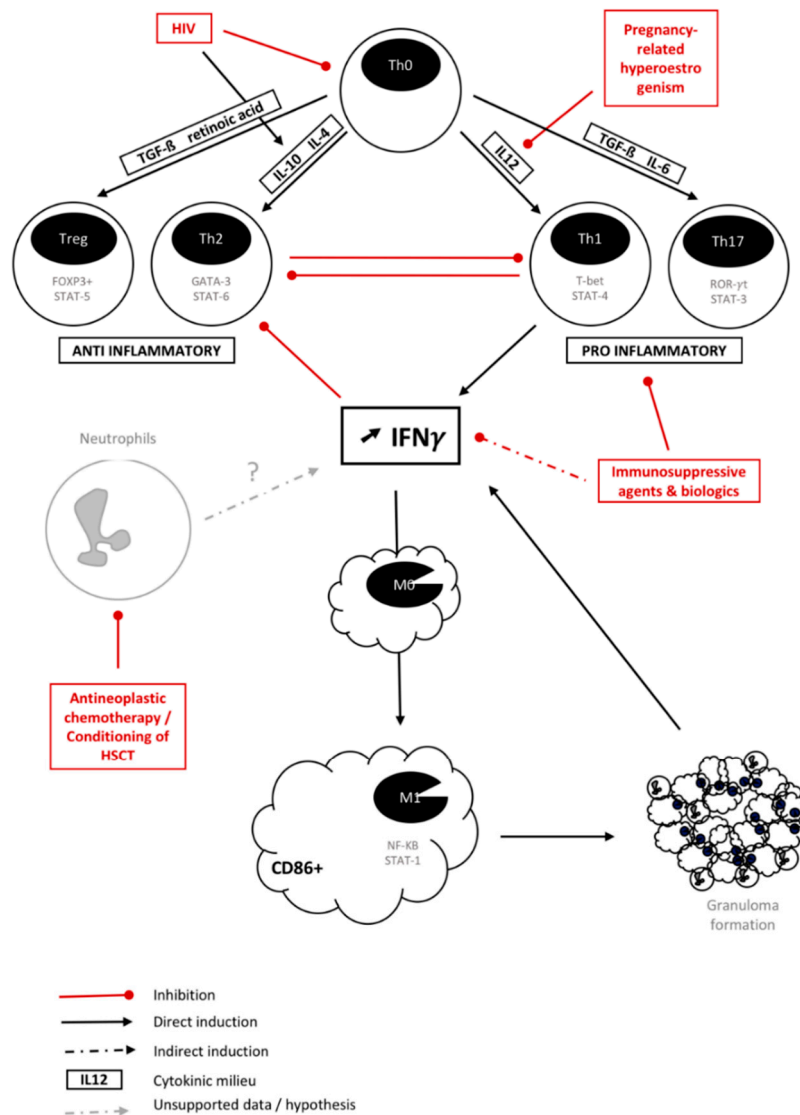 HIV
Pregnancy-
related
hyperoestro
genism
Th0
TGF-ß retinoic acid
IL-10 IL-4
IL12
TGF-ß IL-6
Treg
FOXP3+
STAT-5
Th2
GATA-3
STAT-6
Th1
T-bet
STAT-4
Th17
ROR-γt
STAT-3
ANTI INFLAMMATORY
PRO INFLAMMATORY
IFNγ
Neutrophils
?
Immunosuppressive
agents & biologics
M0
Antineoplastic
chemotherapy /
Conditioning of
HSCT
M1
NF-KB
STAT-1
CD86+
Granuloma
formation
Inhibition
Direct induction
Indirect induction
IL12 Cytokinic milieu
Unsupported data / hypothesis